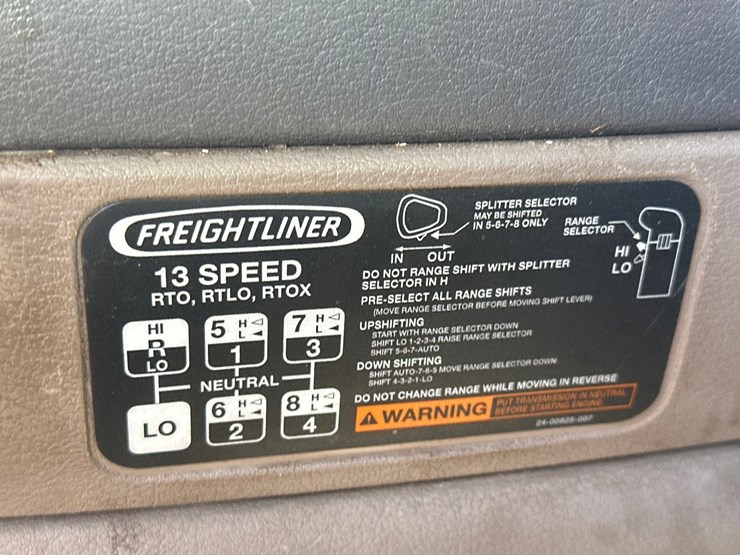 FREIGHTLINER
13 SPEED
RTO, RTLO, RTOX
HI
R
LO
5 H L
1
7 H L
3
NEUTRAL
LO
6 H L
2
8 H L
4
SPLITTER SELECTOR
MAY BE SHIFTED
IN 5-6-7-8 ONLY
RANGE
SELECTOR
HI
LO
IN OUT
DO NOT RANGE SHIFT WITH SPLITTER
SELECTOR IN H
PRE-SELECT ALL RANGE SHIFTS
(MOVE RANGE SELECTOR BEFORE MOVING SHIFT LEVER)
UPSHIFTING
START WITH RANGE SELECTOR DOWN
SHIFT LO 1-2-3-4 RAISE RANGE SELECTOR
SHIFT 5-6-7-AUTO
DOWN SHIFTING
SHIFT AUTO-7-6-5 MOVE RANGE SELECTOR DOWN
SHIFT 4-3-2-1-LO
DO NOT CHANGE RANGE WHILE MOVING IN REVERSE
WARNING
PUT TRANSMISSION IN NEUTRAL
BEFORE STARTING ENGINE